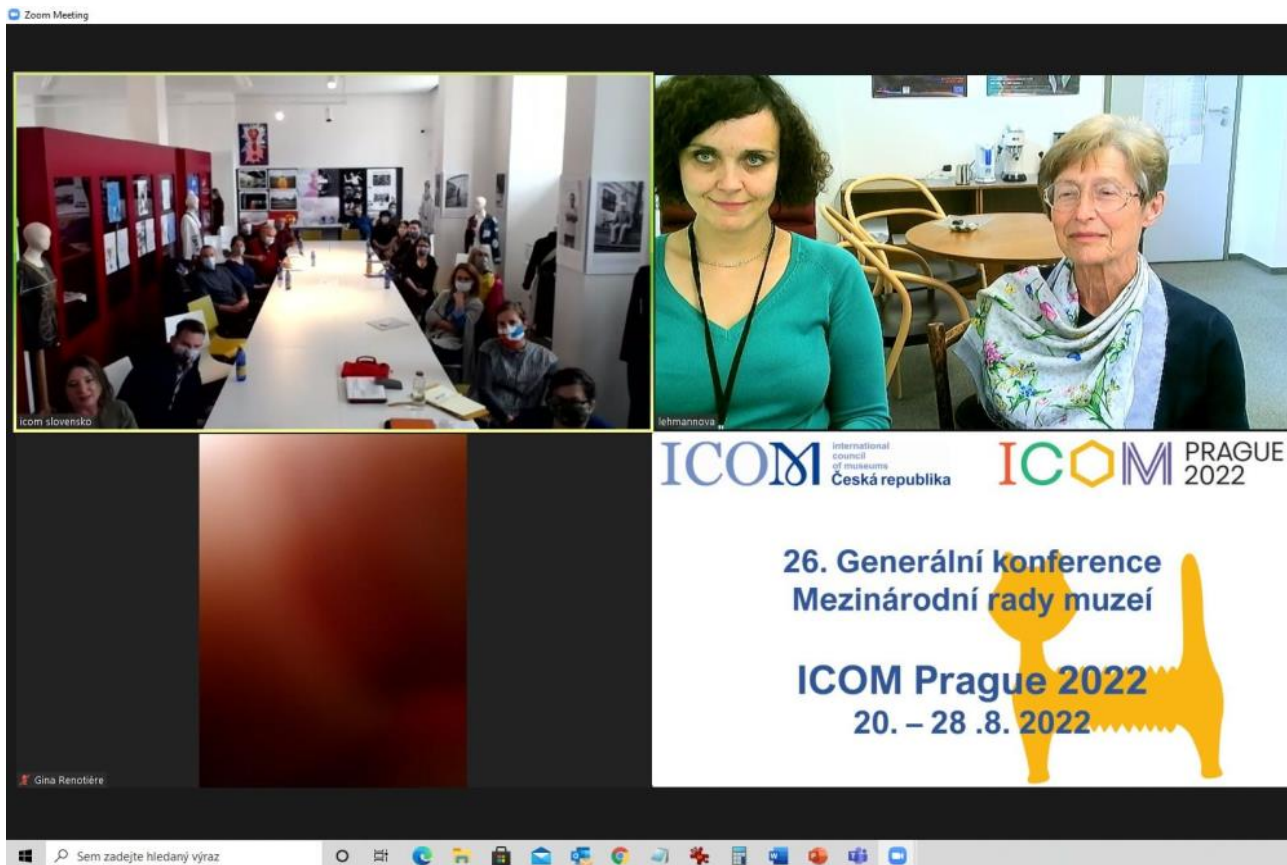 Zoom Meeting
icom slovensko
lehmannova
Gina Renotiére
ICOM international
council
of museums
Česká republika
ICOM PRAGUE
2022
26. Generální konference
Mezinárodní rady muzeí
ICOM Prague 2022
20. – 28 .8. 2022
Sem zadejte hledaný výraz